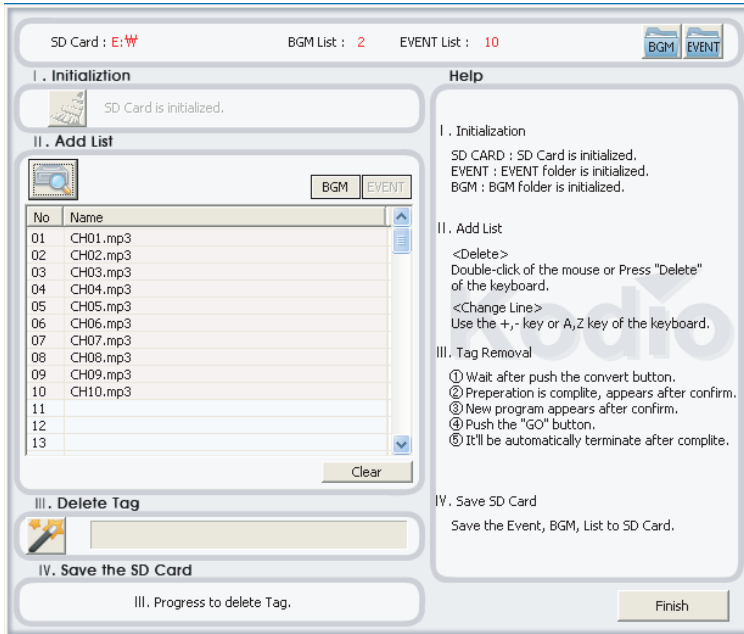 SD Card : E:₩ BGM List : 2 EVENT List : 10 BGM EVENT
Ⅰ. Initializtion
SD Card is initialized.
Ⅱ. Add List
BGM EVENT
No Name
01 CH01.mp3
02 CH02.mp3
03 CH03.mp3
04 CH04.mp3
05 CH05.mp3
06 CH06.mp3
07 CH07.mp3
08 CH08.mp3
09 CH09.mp3
10 CH10.mp3
11
12
13
Clear
Ⅲ. Delete Tag
Ⅳ. Save the SD Card
Ⅲ. Progress to delete Tag.
Help
Ⅰ. Initialization
SD CARD : SD Card is initialized.
EVENT : EVENT folder is initialized.
BGM : BGM folder is initialized.
Ⅱ. Add List
<Delete>
Double-click of the mouse or Press "Delete"
of the keyboard.
<Change Line>
Use the +,- key or A,Z key of the keyboard.
Kodio
Ⅲ. Tag Removal
① Wait after push the convert button.
② Preperation is complite, appears after confirm.
③ New program appears after confirm.
④ Push the "GO" button.
⑤ It'll be automatically terminate after complite.
Ⅳ. Save SD Card
Save the Event, BGM, List to SD Card.
Finish